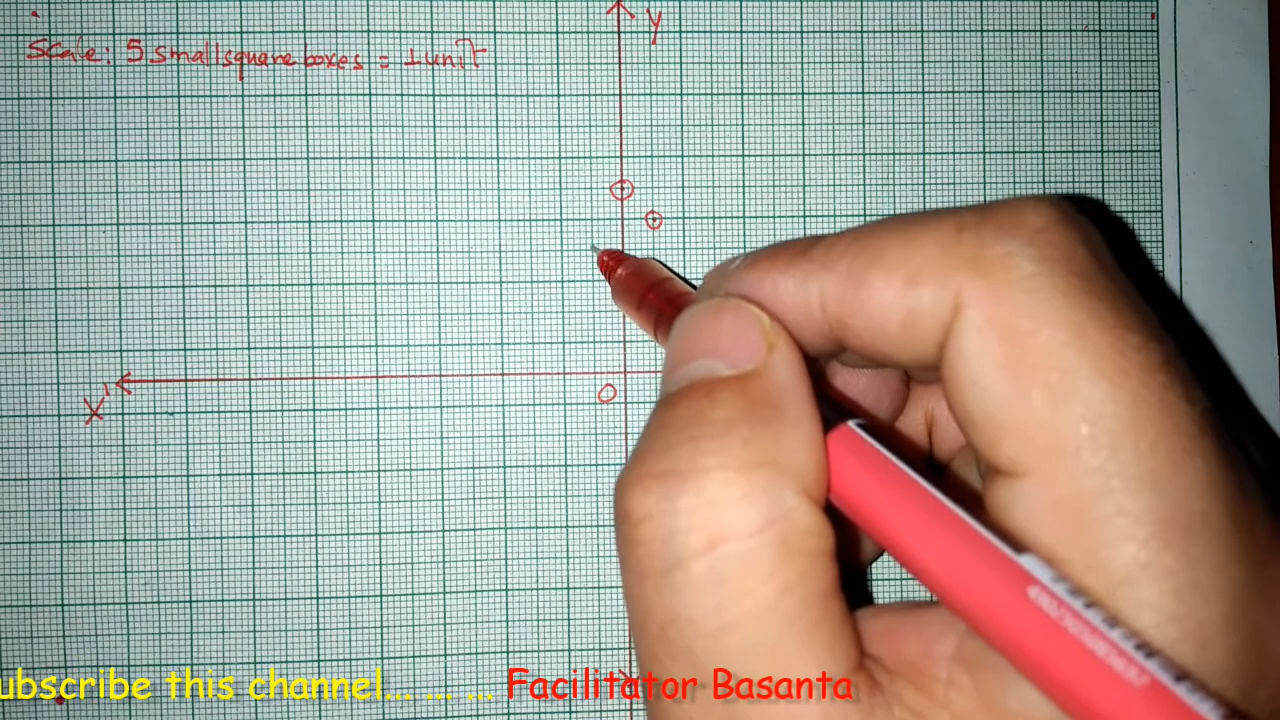 Scale: 5 small square boxes = 1 unit
Y
X'
O
ubscribe this channel... ... ... Facilitator Basanta